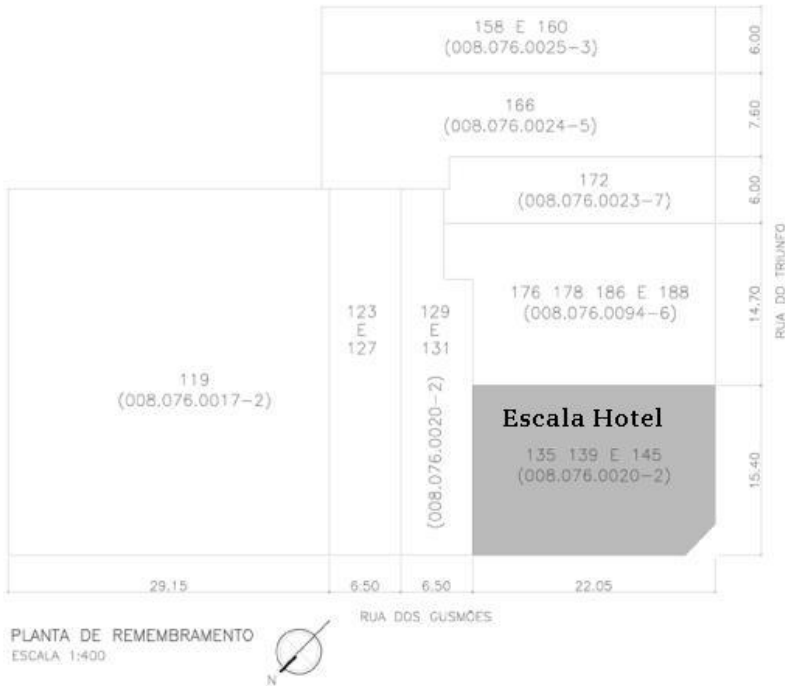 158 E 160
(008.076.0025-3)
6.00
166
(008.076.0024-5)
7.60
172
(008.076.0023-7)
6.00
176 178 186 E 188
(008.076.0094-6)
14.70
RUA DO TRIUNFO
123
E
127
129
E
131
(008.076.0020-2)
119
(008.076.0017-2)
Escala Hotel
135 139 E 145
(008.076.0020-2)
15.40
29.15
6.50
6.50
22.05
RUA DOS GUSMÕES
PLANTA DE REMEMBRAMENTO
ESCALA 1:400
N